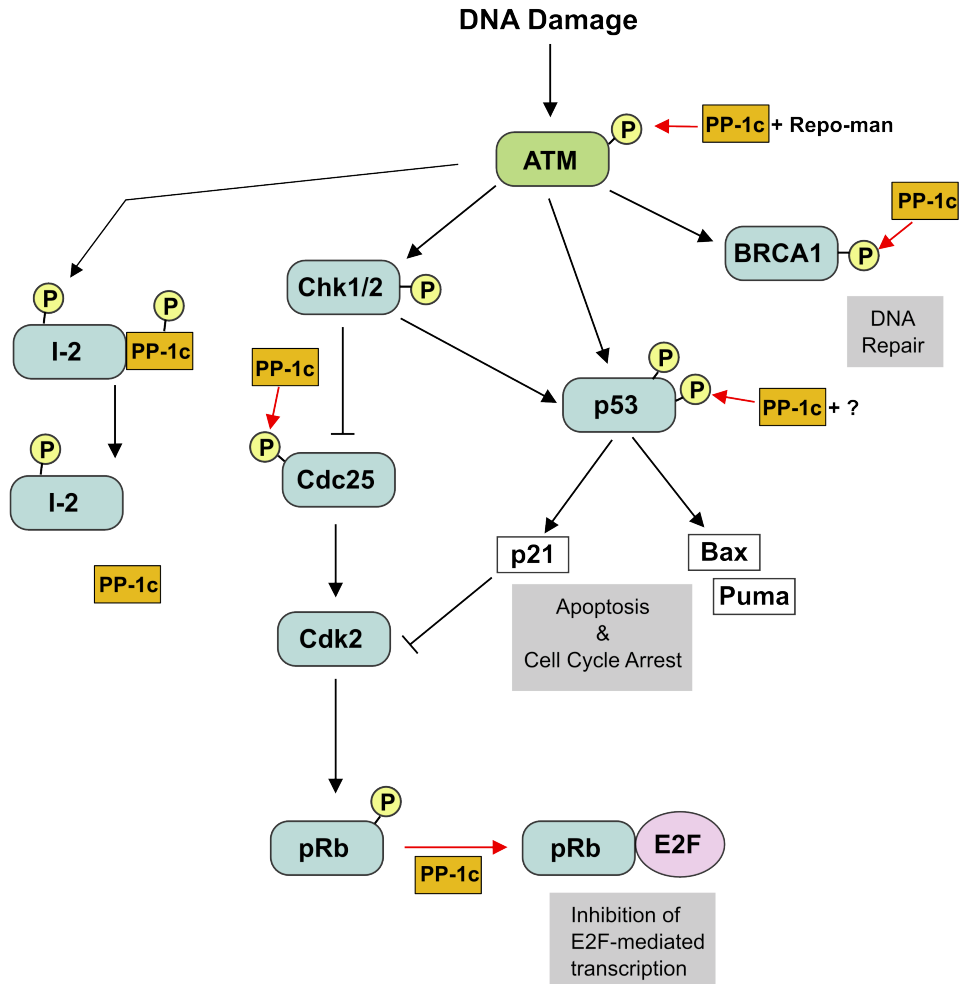 DNA Damage
P
PP-1c + Repo-man
ATM
PP-1c
BRCA1
P
P
Chk1/2
P
P
I-2
PP-1c
DNA
Repair
PP-1c
P
P
p53
PP-1c + ?
P
Cdc25
P
I-2
p21
Bax
Puma
PP-1c
Apoptosis
&
Cell Cycle Arrest
Cdk2
P
pRb
PP-1c
pRb
E2F
Inhibition of
E2F-mediated
transcription